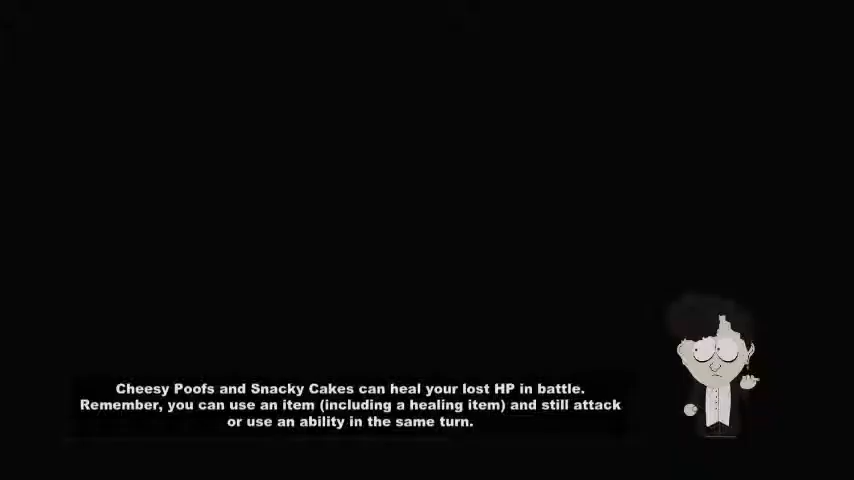 Cheesy Poofs and Snacky Cakes can heal your lost HP in battle.
Remember, you can use an item (including a healing item) and still attack
or use an ability in the same turn.